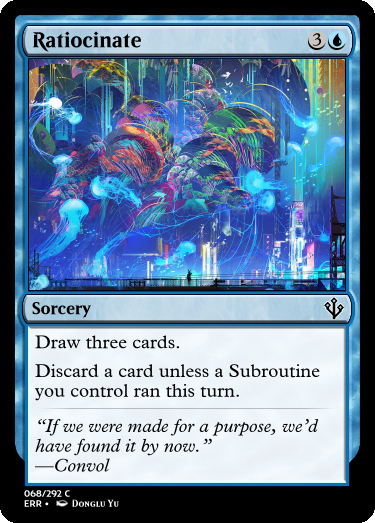 Ratiocinate 3
Sorcery
Draw three cards.
Discard a card unless a Subroutine
you control ran this turn.
“If we were made for a purpose, we’d
have found it by now.”
—Convol
068/292 C
ERR • Donglu Yu